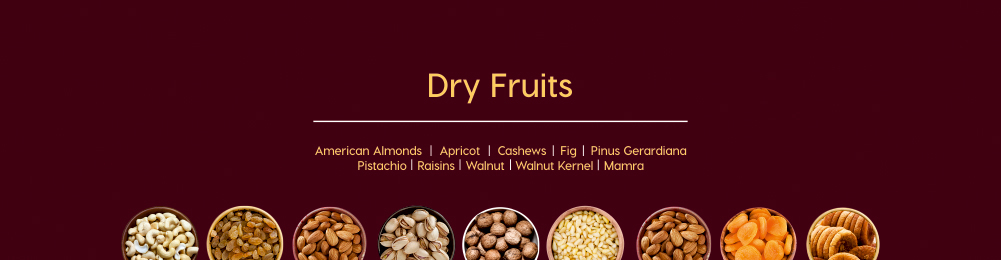 Dry Fruits
American Almonds | Apricot | Cashews | Fig | Pinus Gerardiana
Pistachio | Raisins | Walnut | Walnut Kernel | Mamra